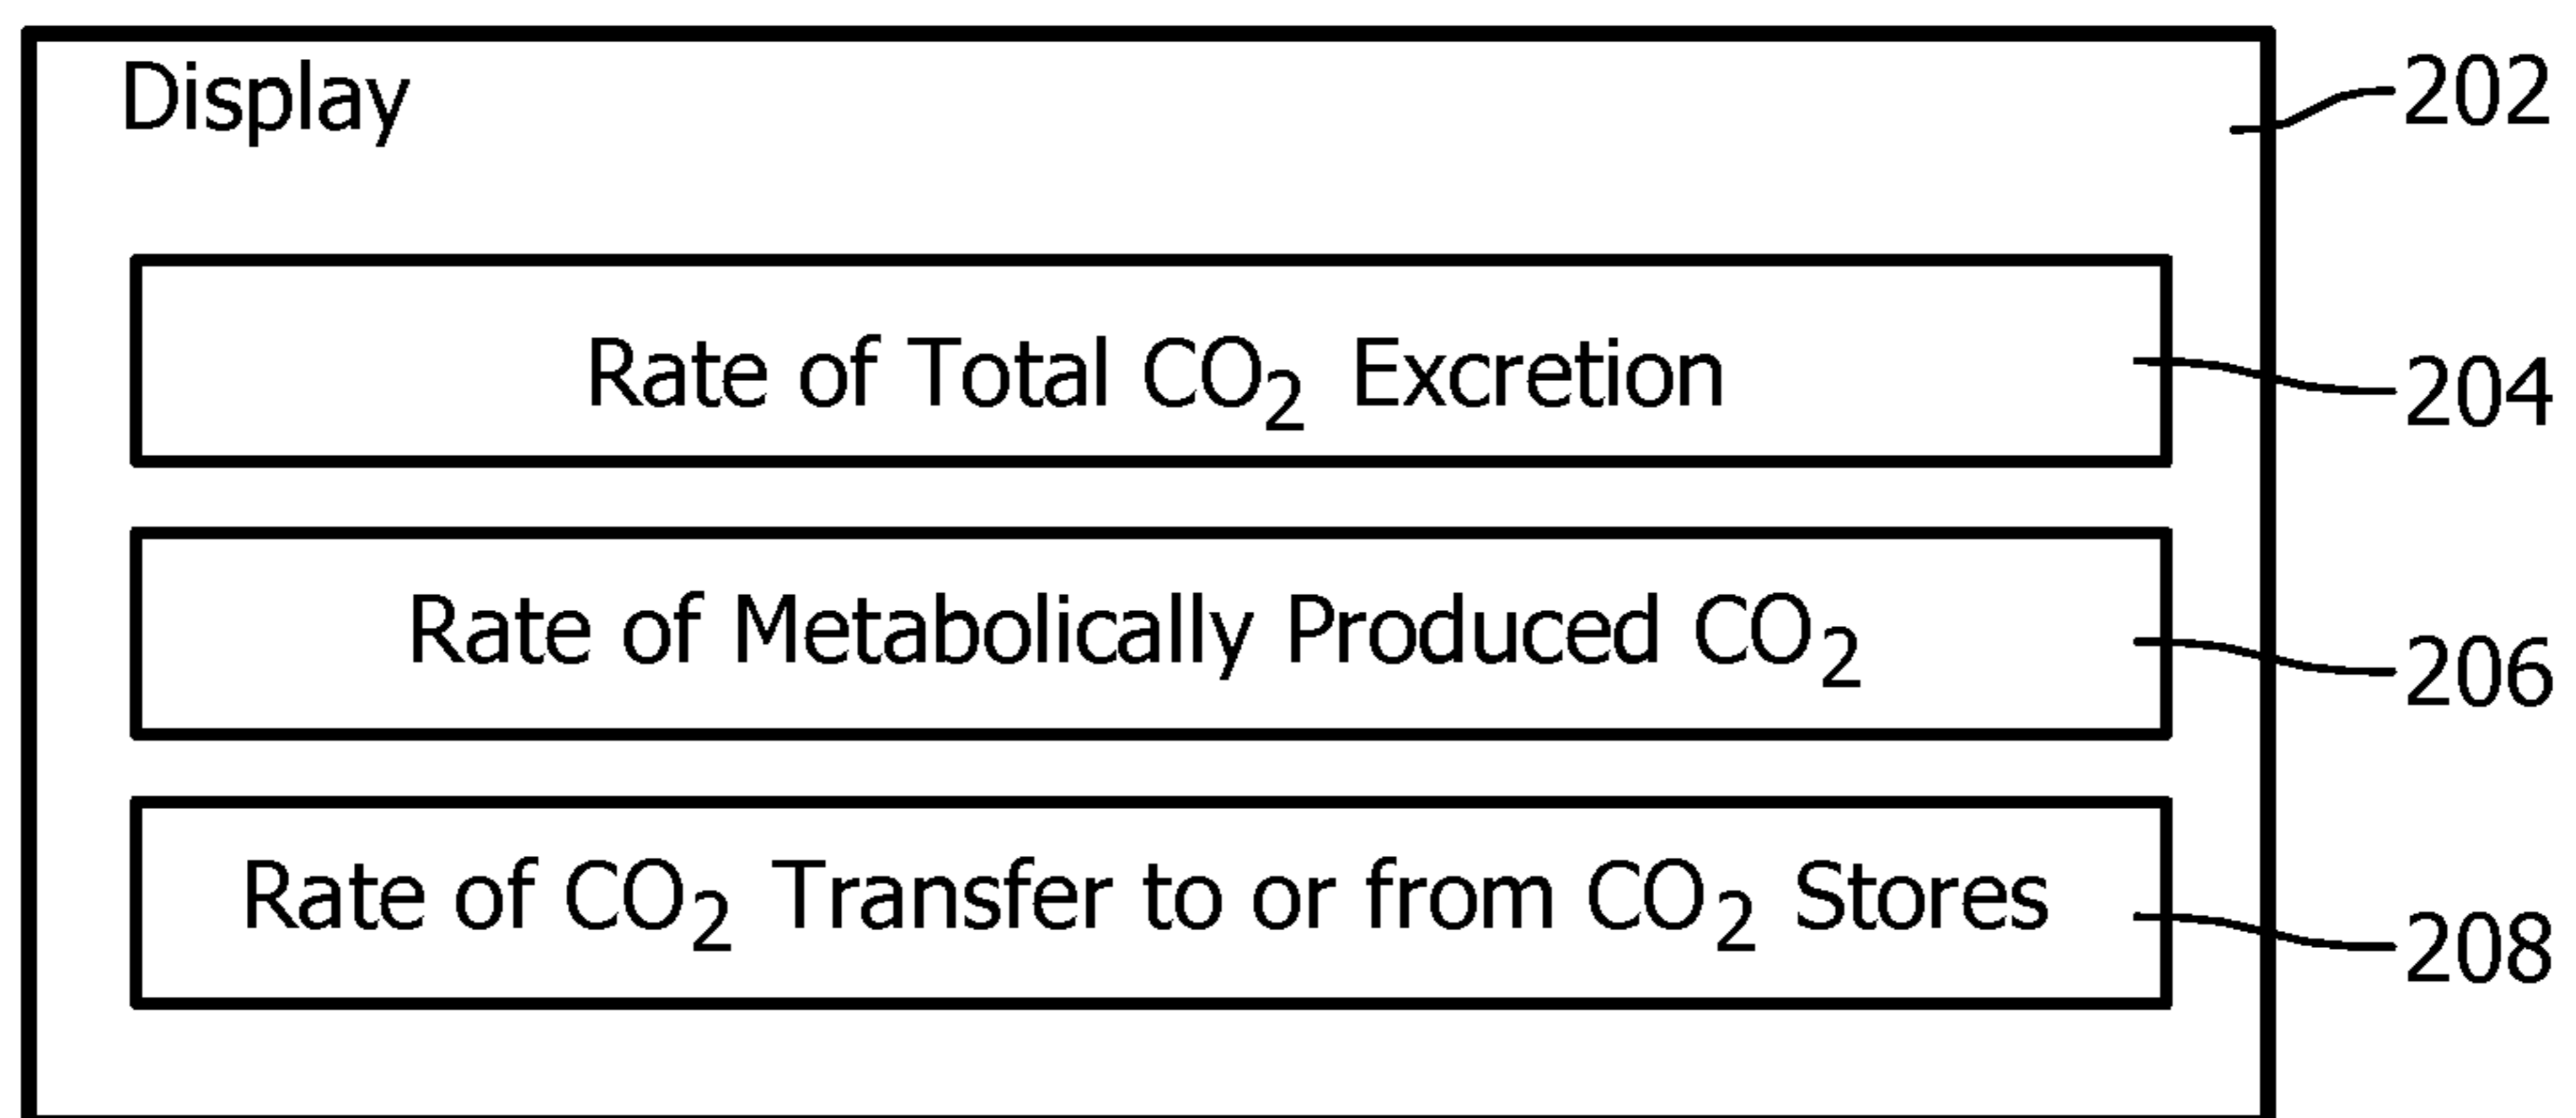 Display
202
Rate of Total CO₂ Excretion
204
Rate of Metabolically Produced CO₂
206
Rate of CO₂ Transfer to or from CO₂ Stores
208